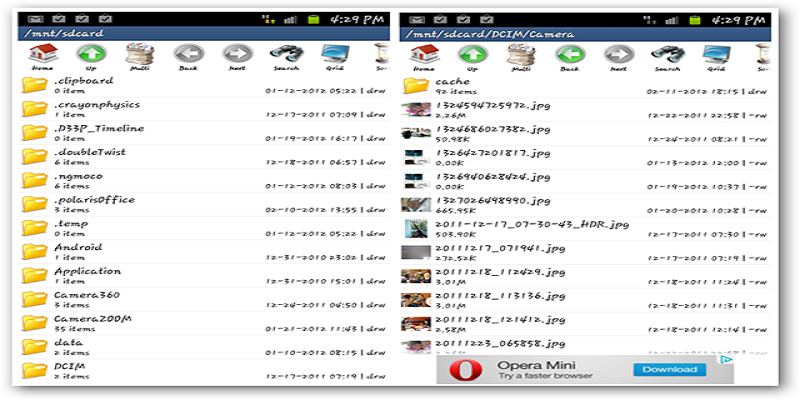 4:29 PM
/mnt/sdcard
Home Up Multi Back Next Search Grid
.clipboard
0 item 01-12-2012 05:22 | drw
.crayonphysics
1 item 12-17-2011 07:09 | drw
.D33P_Timeline
0 item 01-19-2012 16:17 | drw
.doubleTwist
6 items 12-18-2011 06:57 | drw
.ngmoco
6 items 01-12-2012 08:03 | drw
.polarisOffice
3 items 02-10-2012 13:55 | drw
.temp
0 item 01-12-2012 05:22 | drw
Android
1 item 12-31-2010 23:02 | drw
Application
1 item 12-31-2010 15:01 | drw
Camera360
3 items 12-24-2011 04:50 | drw
CameraZOOM
35 items 01-21-2012 11:43 | drw
data
2 items 01-10-2012 08:15 | drw
DCIM
2 items 12-17-2011 07:19 | drw
4:29 PM
/mnt/sdcard/DCIM/Camera
Home Up Multi Back Next Search Grid
cache
92 items 02-11-2012 18:15 | drw
1324594725972.jpg
2.26M 12-22-2011 22:58 | -rw
1324686027382.jpg
50.98K 12-24-2011 08:21 | -rw
1326427201817.jpg
0.00K 01-13-2012 12:00 | -rw
1326940628424.jpg
0.00K 01-19-2012 10:37 | -rw
1327026498990.jpg
665.95K 01-20-2012 10:28 | -rw
2011-12-17_07-30-43_HDR.jpg
503.90K 12-17-2011 07:30 | -rw
20111217_071941.jpg
272.52K 12-17-2011 07:19 | -rw
20111218_112429.jpg
3.01M 12-18-2011 11:24 | -rw
20111218_113136.jpg
3.01M 12-18-2011 11:31 | -rw
20111218_121412.jpg
2.58M 12-18-2011 12:14 | -rw
20111223_065858.jpg
Opera Mini
Try a faster browser
Download